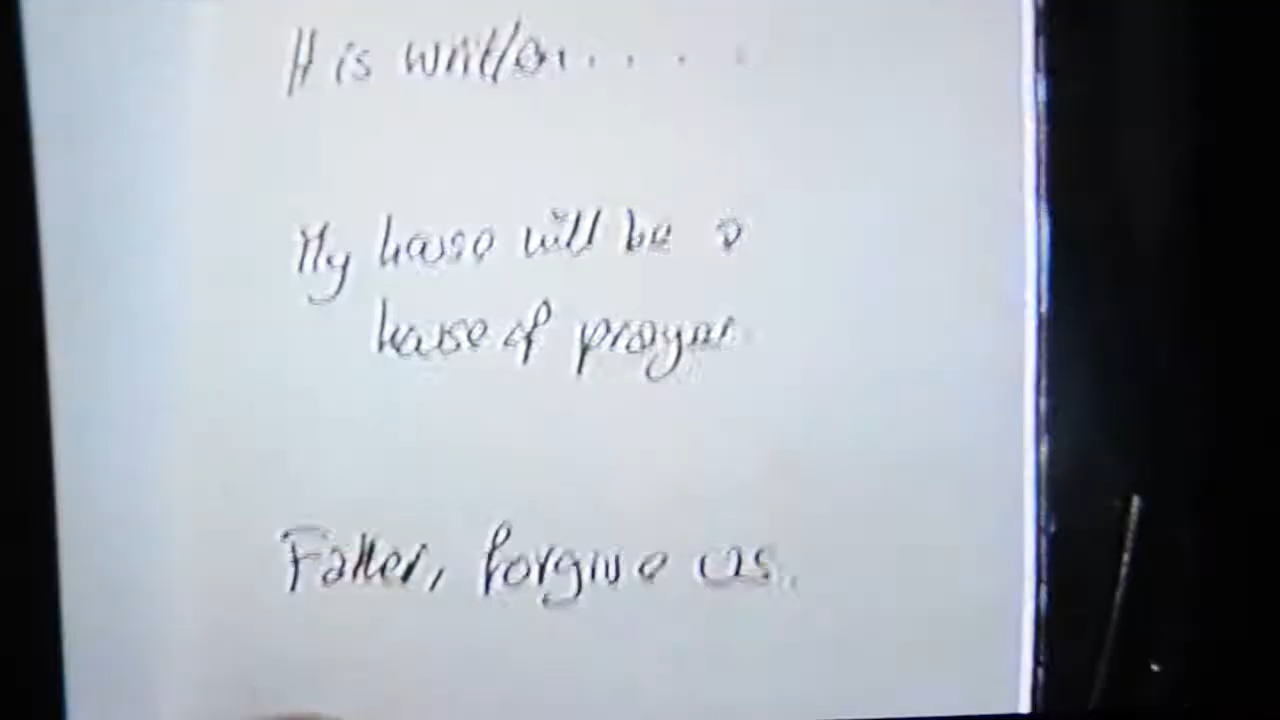 It is written.....
My house will be a
house of prayer.
Father, forgive us.